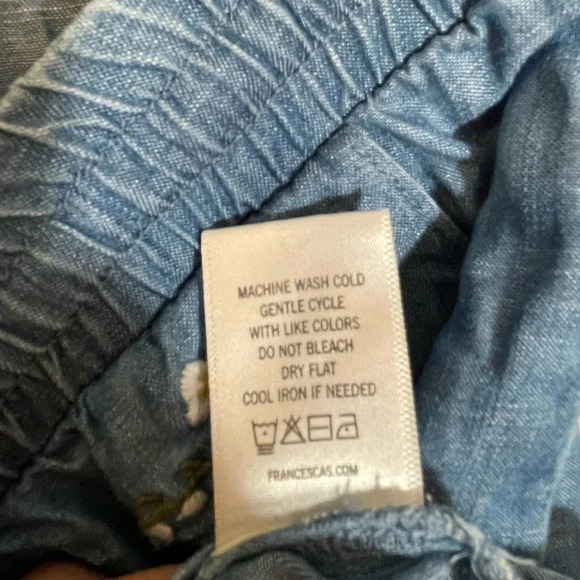 MACHINE WASH COLD
GENTLE CYCLE
WITH LIKE COLORS
DO NOT BLEACH
DRY FLAT
COOL IRON IF NEEDED
FRANCESCAS.COM